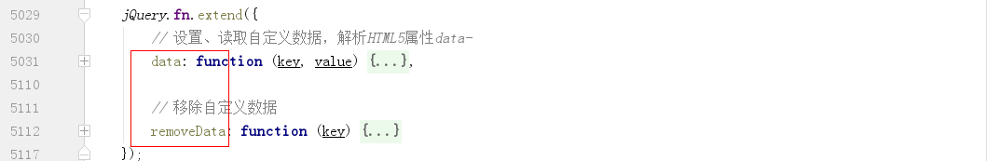 5029 jQuery.fn.extend({
5030 // 设置、读取自定义数据，解析HTML5属性data-
5031 data: function (key, value) {...},
5110
5111 // 移除自定义数据
5112 removeData: function (key) {...}
5117 });